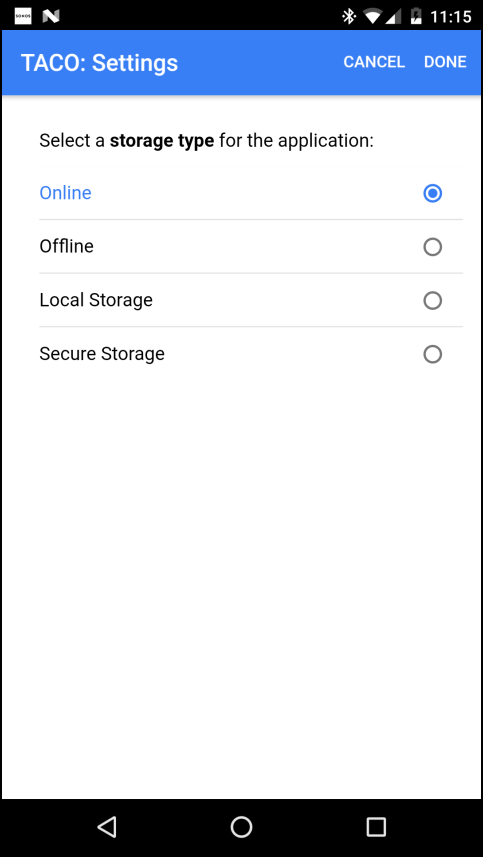 SONOS
11:15
TACO: Settings
CANCEL DONE
Select a storage type for the application:
Online
Offline
Local Storage
Secure Storage